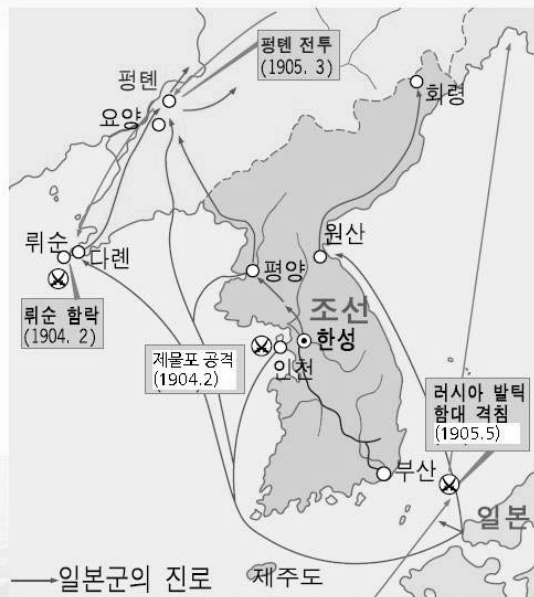 펑톈 전투
(1905. 3)
펑톈
요양
화령
뤼순
다롄
뤼순 함락
(1904. 2)
원산
평양
조선
한성
제물포 공격
(1904.2)
인천
러시아 발틱
함대 격침
(1905.5)
부산
일본
일본군의 진로
제주도